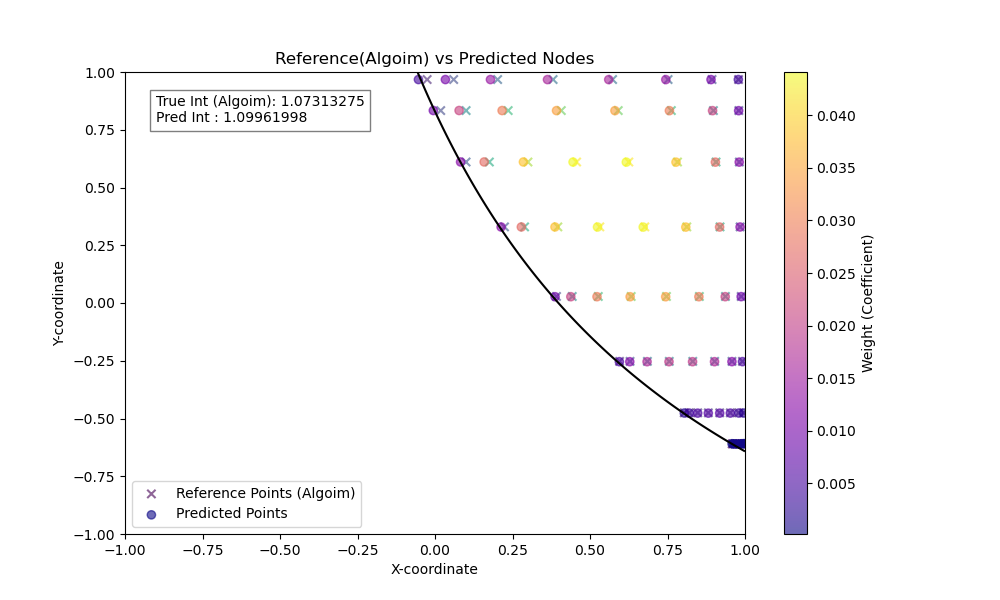 Reference(Algoim) vs Predicted Nodes
True Int (Algoim): 1.07313275
Pred Int : 1.09961998
1.00
0.75
0.50
0.25
0.00
−0.25
−0.50
−0.75
−1.00
Y-coordinate
Reference Points (Algoim)
Predicted Points
−1.00 −0.75 −0.50 −0.25 0.00 0.25 0.50 0.75 1.00
X-coordinate
0.040
0.035
0.030
0.025
0.020
0.015
0.010
0.005
Weight (Coefficient)